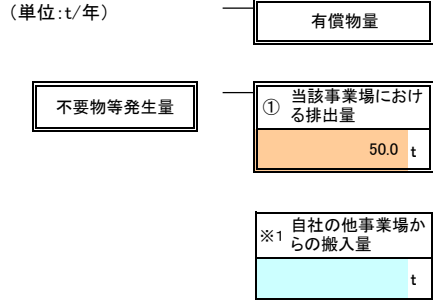 (単位:t/年)
有償物量
不要物等発生量
① 当該事業場におけ
る排出量
50.0 t
※1 自社の他事業場か
らの搬入量
t